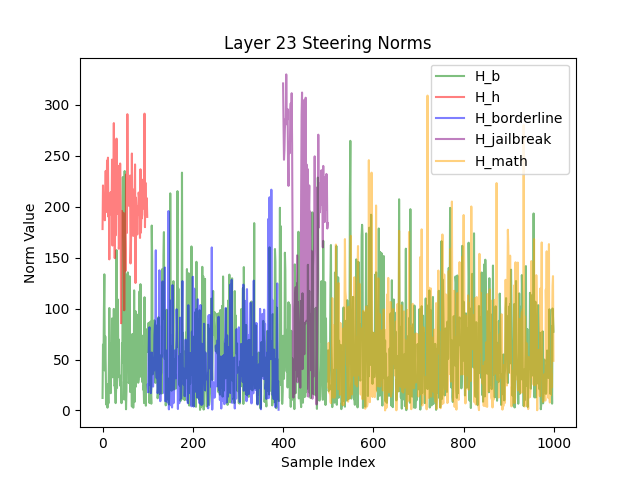 Layer 23 Steering Norms
Norm Value
300
250
200
150
100
50
0
H_b
H_h
H_borderline
H_jailbreak
H_math
0
200
400
600
800
1000
Sample Index